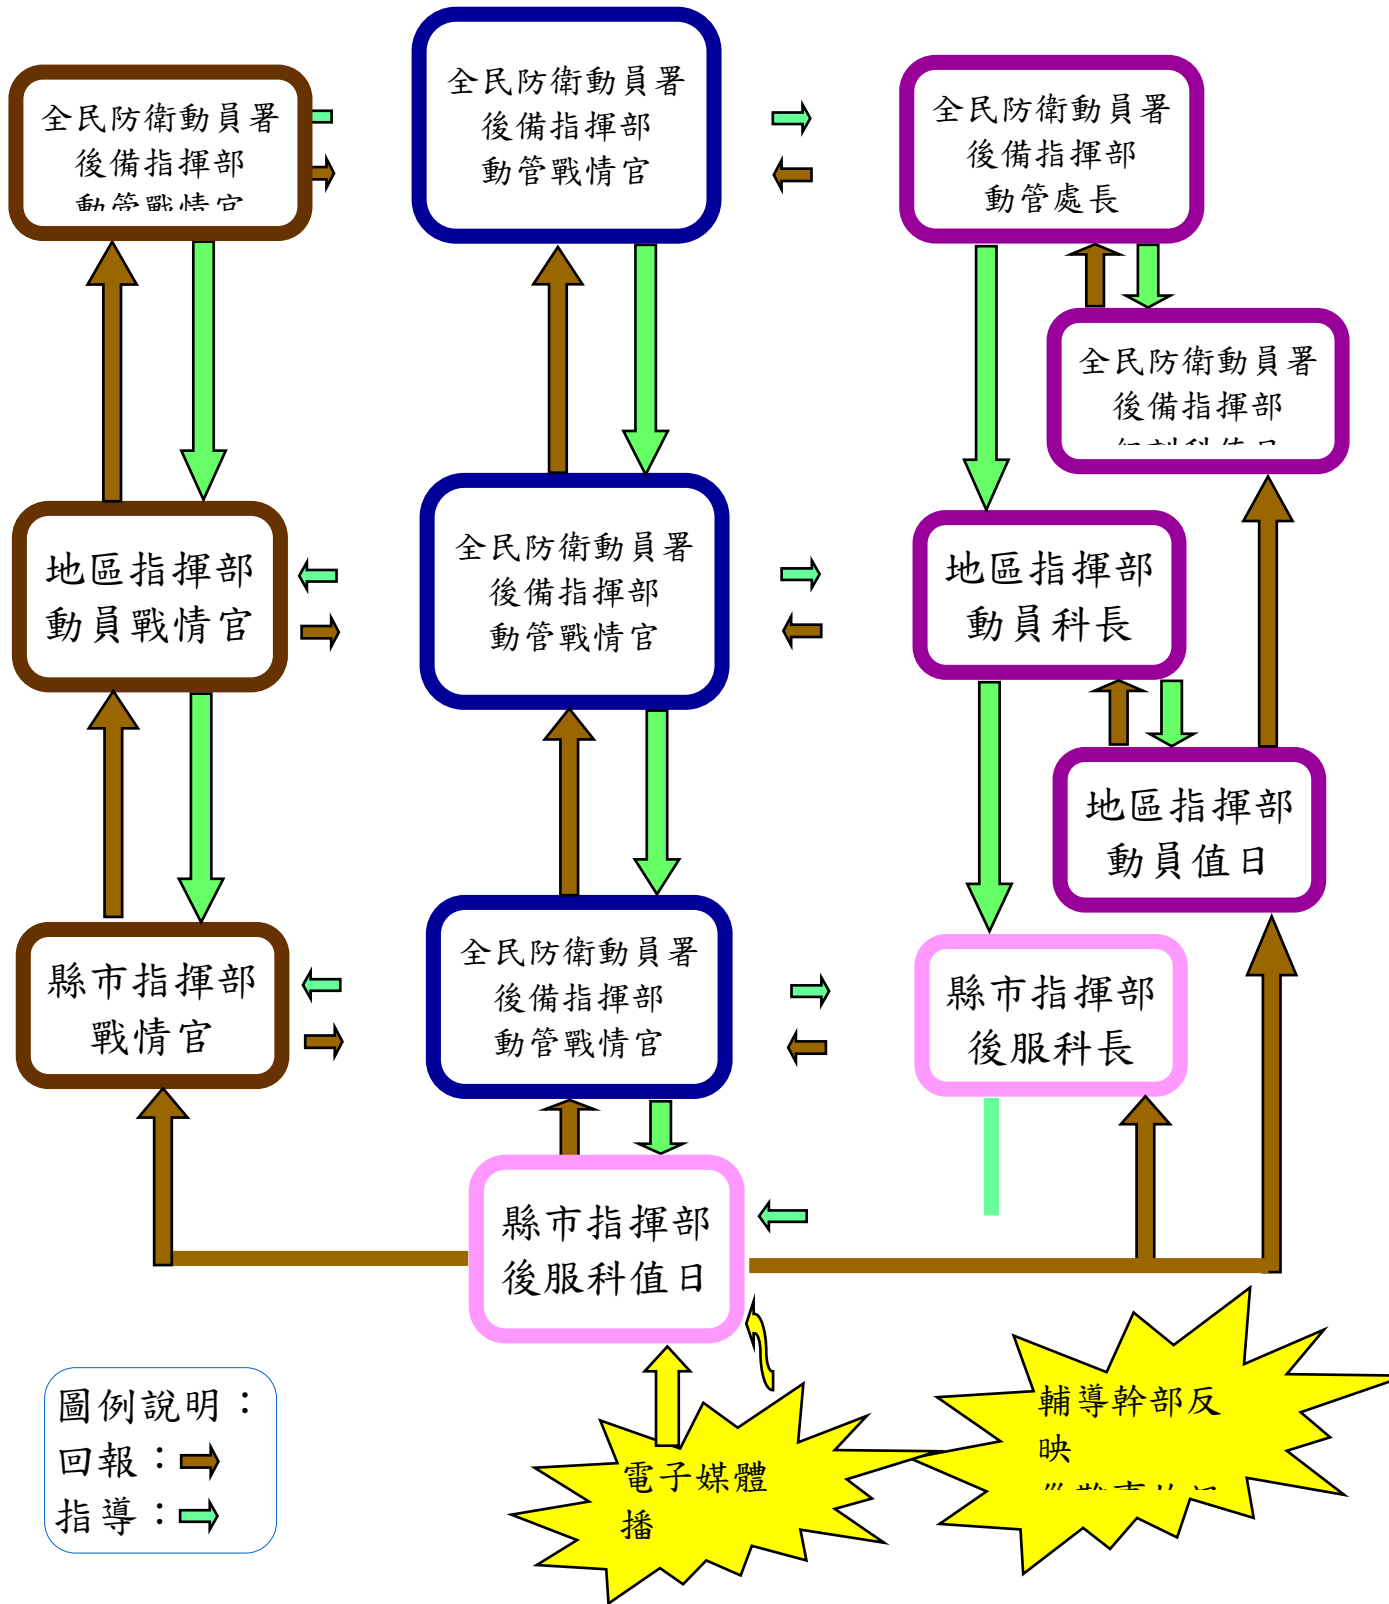 全民防衛動員署
後備指揮部
動管戰情官
全民防衛動員署
後備指揮部
動管戰情官
全民防衛動員署
後備指揮部
動管處長
全民防衛動員署
後備指揮部
地區指揮部
動員戰情官
全民防衛動員署
後備指揮部
動管戰情官
地區指揮部
動員科長
地區指揮部
動員值日
縣市指揮部
戰情官
全民防衛動員署
後備指揮部
動管戰情官
縣市指揮部
後服科長
縣市指揮部
後服科值日
圖例說明：
回報：
指導：
電子媒體
播
輔導幹部反
映